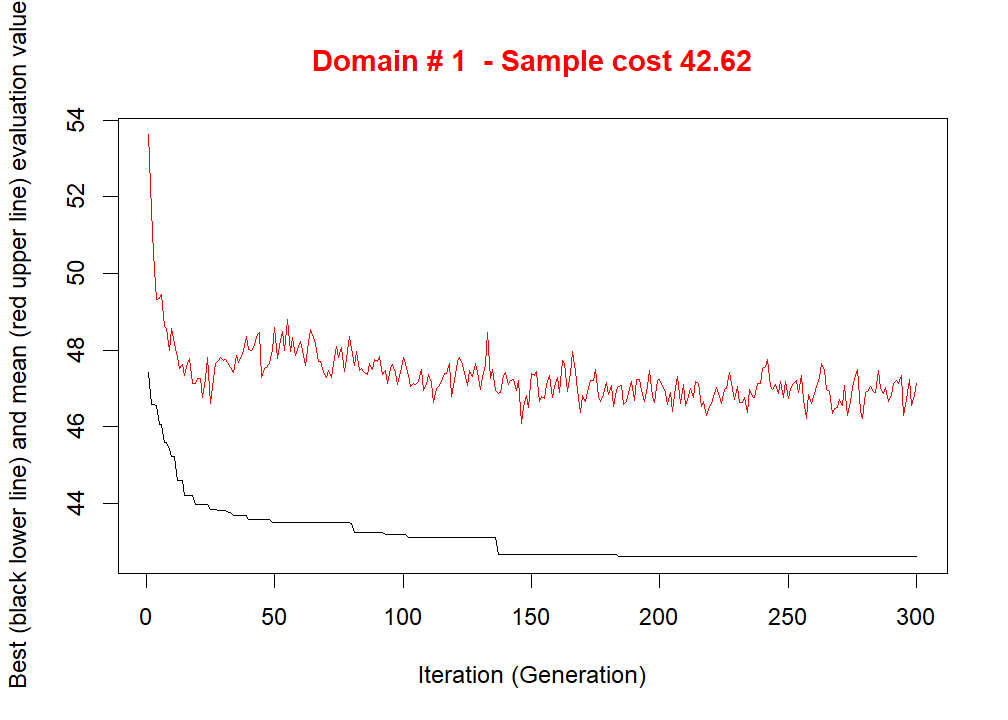 Domain # 1  - Sample cost 42.62
Best (black lower line) and mean (red upper line) evaluation value
54
52
50
48
46
44
0 50 100 150 200 250 300
Iteration (Generation)